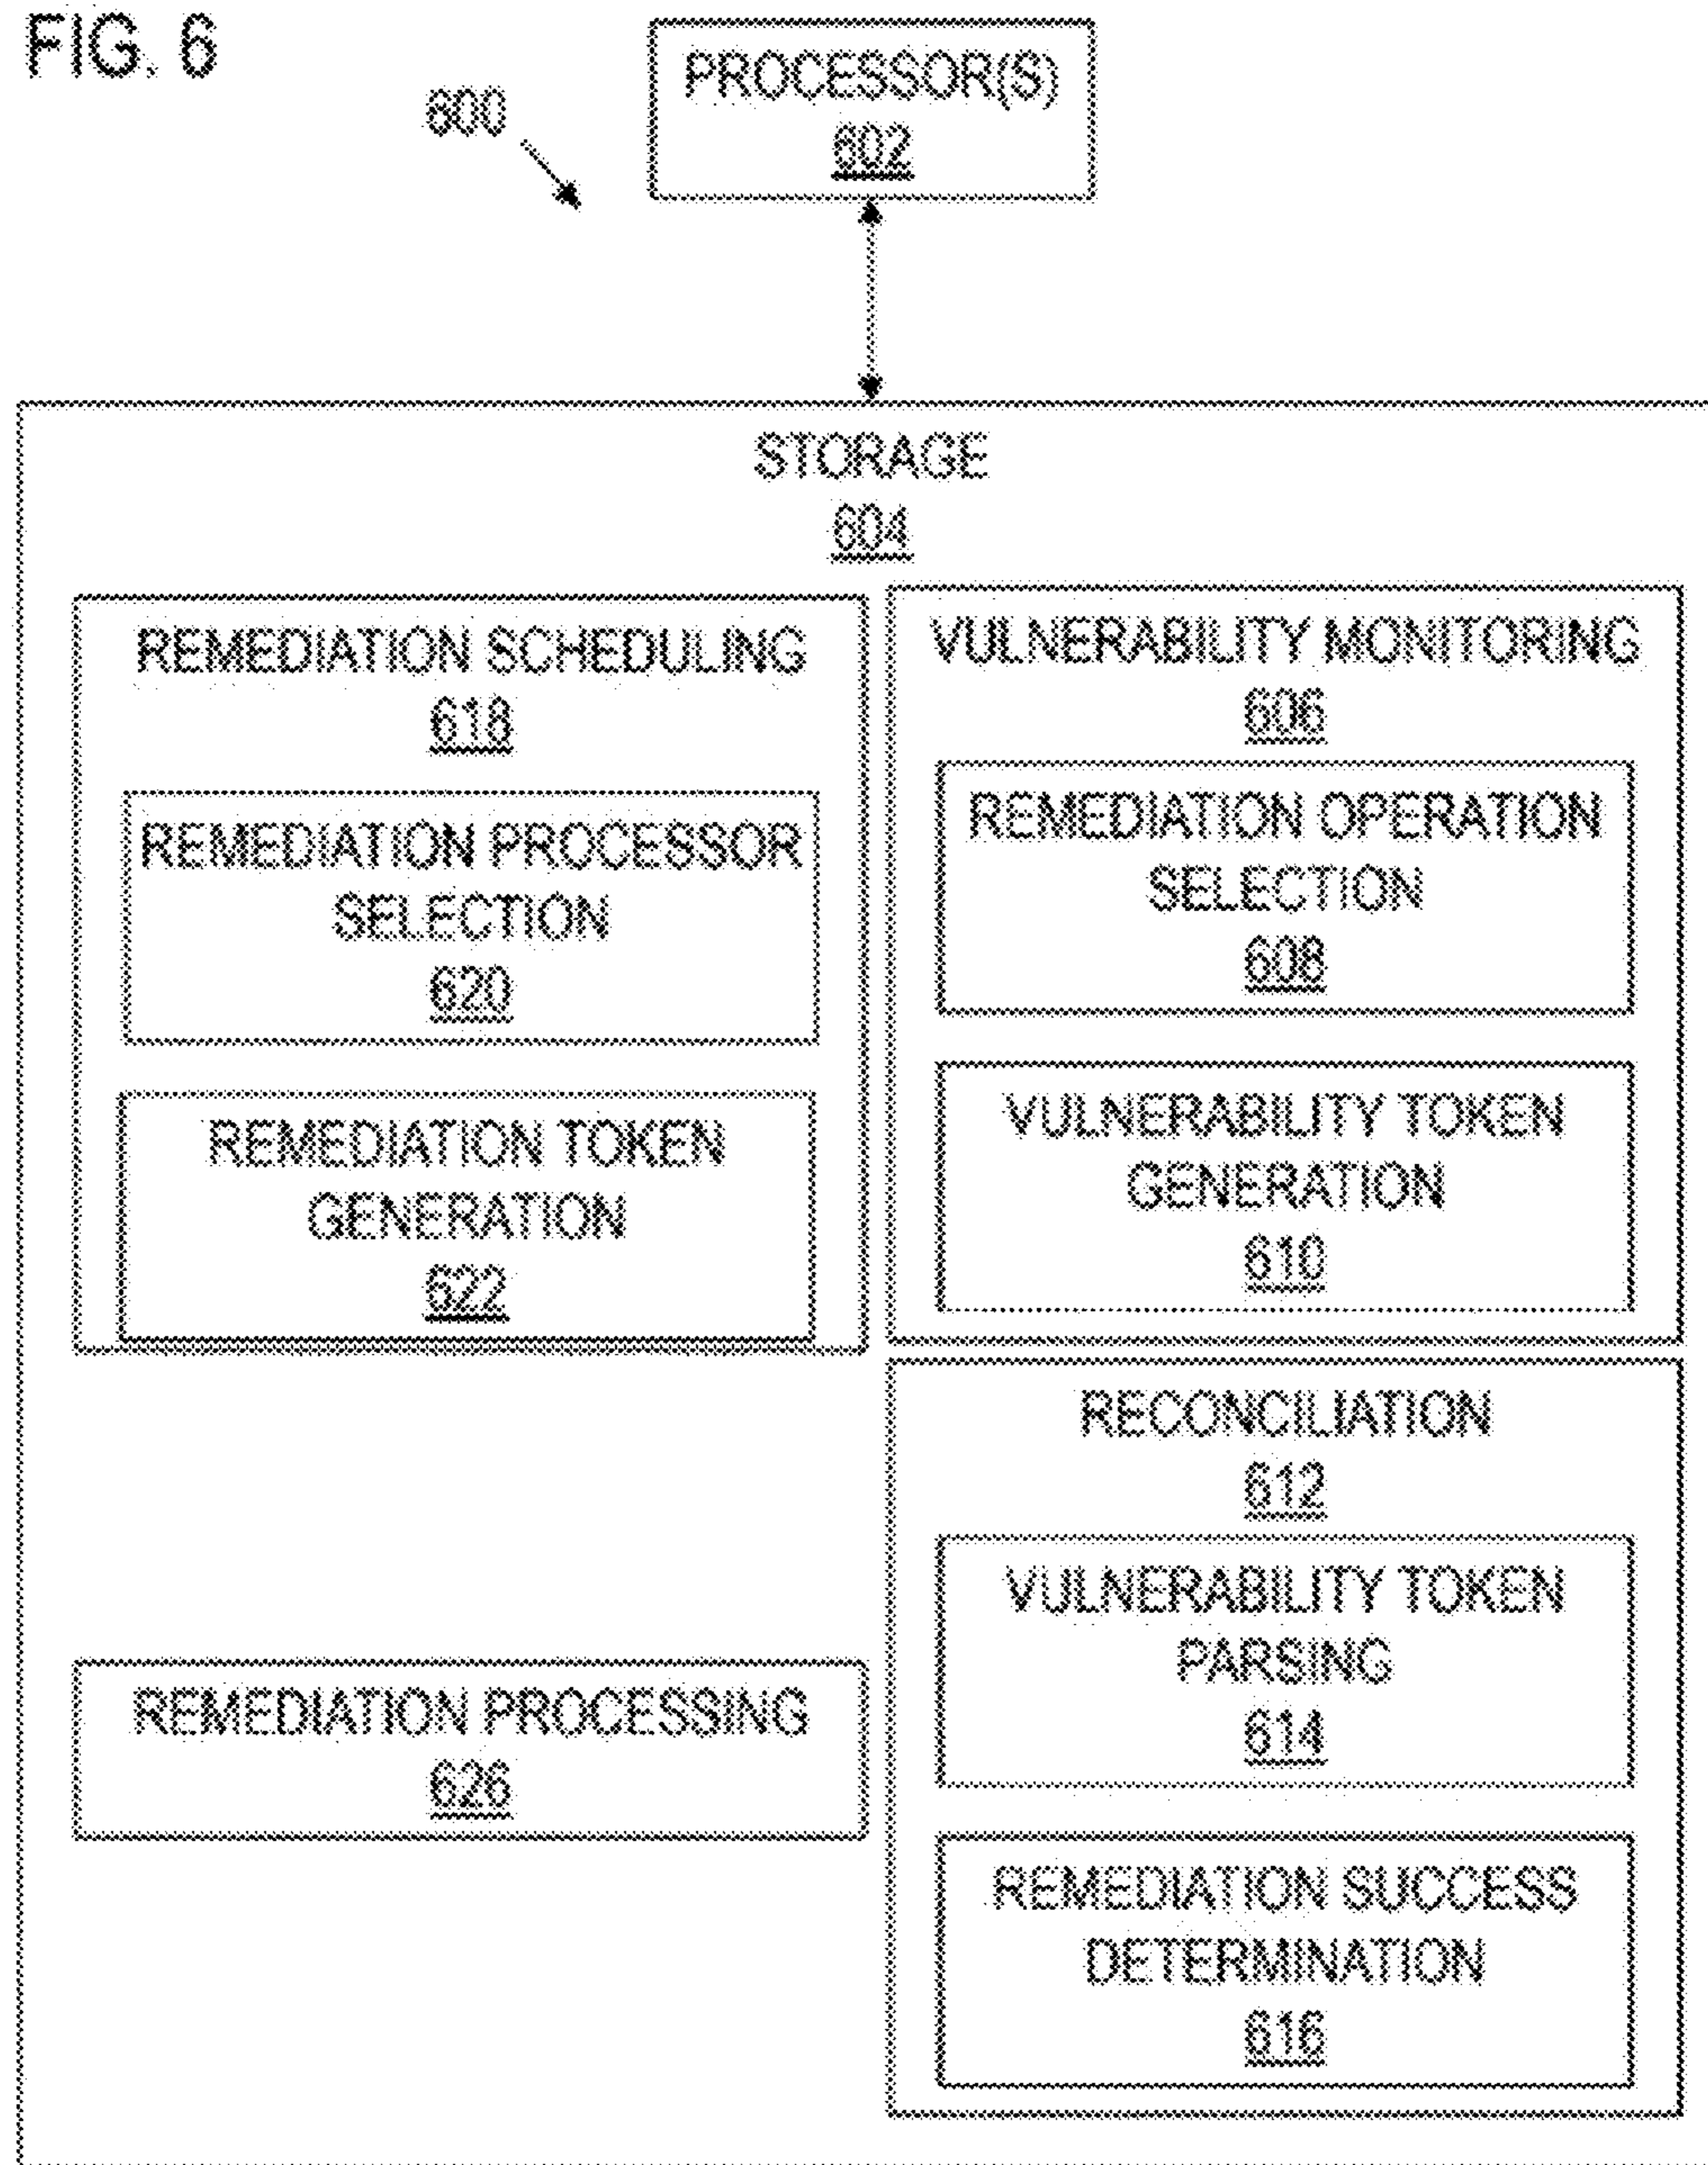 FIG. 6
600
PROCESSOR(S)
602
STORAGE
604
REMEDIATION SCHEDULING
618
REMEDIATION PROCESSOR
SELECTION
620
REMEDIATION TOKEN
GENERATION
622
REMEDIATION PROCESSING
626
VULNERABILITY MONITORING
606
REMEDIATION OPERATION
SELECTION
608
VULNERABILITY TOKEN
GENERATION
610
RECONCILIATION
612
VULNERABILITY TOKEN
PARSING
614
REMEDIATION SUCCESS
DETERMINATION
616